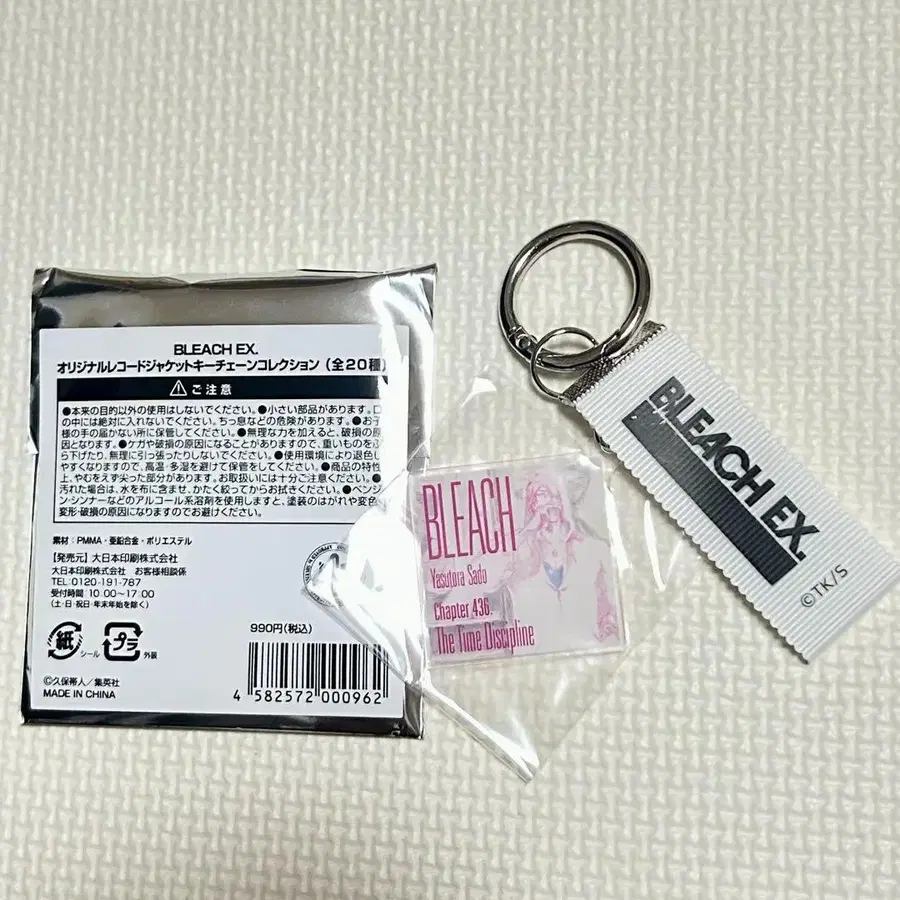 BLEACH EX.
オリジナルレコードジャケットキーチェーンコレクション(全20種)
⚠ご注意
●本来の目的以外の使用はしないでください。●小さい部品があります。口
の中には絶対に入れないでください。ちっ息などの危険があります。●お子
様の手の届かない所に保管してください。●無理な力を加えると、破損の原
因となります。●ケガや破損の原因になることがありますので、重いものをぶ
ら下げたり、無理に引っ張ったりしないでください。●使用環境により退色し
やすくなりますので、高温・多湿を避けて保管をしてください。●商品の特性
上、やむをえず尖った部分があります。お取扱いには十分ご注意ください。●
汚れた場合は、水を布に含ませ、かたく絞ってからお拭きください。●ベンジ
ン・シンナーなどのアルコール系溶剤を使用しますと、塗装のはがれや変色・
変形・破損の原因になりますのでお避けください。
素材:PMMA・亜鉛合金・ポリエステル
【発売元】大日本印刷株式会社
大日本印刷株式会社 お客様相談係
TEL:0120-191-787
受付時間 10:00~17:00
(土・日・祝日・年末年始を除く)
紙 シール プラ 外装
990円(税込)
©久保帯人/集英社
MADE IN CHINA
4 582572 000962
BLEACH
Yasutora Sado
Chapter 436.
The Time Discipline
BLEACH EX.
©TK/S